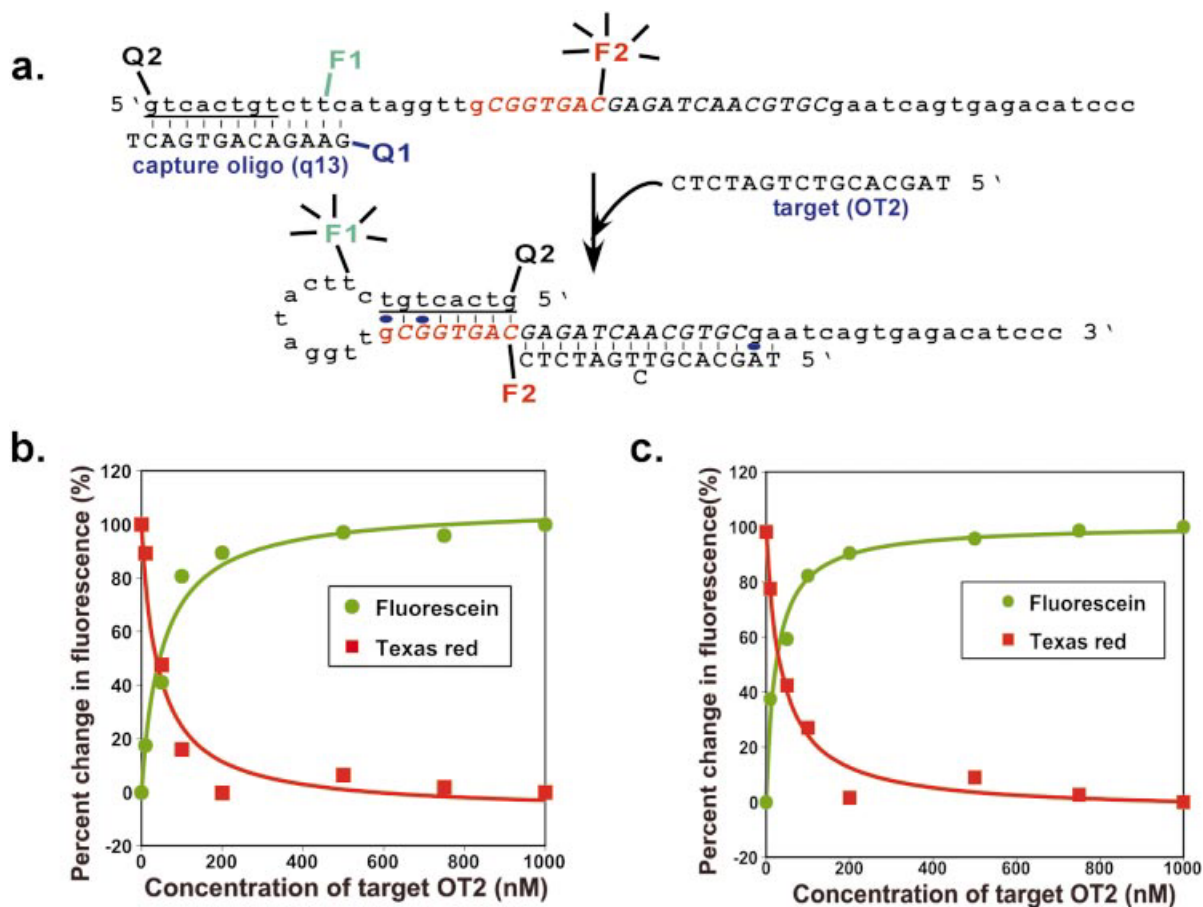 a.
Q2
F1
F2
5 ‘gtcactgtcttcataggttgCGGTGACGAGATCAACGTGCgaatcagtgagacatccc
TCAGTGACAGAAG
Q1
capture oligo (q13)
CTCTAGTCTGCACGAT 5 ‘
target (OT2)
F1
Q2
acttc
tgtcactg 5 ‘
a
t
aggt
tgCGGTGACGAGATCAACGTGCgaatcagtgagacatccc 3 ‘
CTCTAGTTGCACGAT 5 ‘
C
F2
b.
Percent change in fluorescence (%)
120
100
80
60
40
20
0
-20
Fluorescein
Texas red
0 200 400 600 800 1000
Concentration of target OT2 (nM)
c.
Percent change in fluorescence(%)
120
100
80
60
40
20
0
-20
Fluorescein
Texas red
0 200 400 600 800 1000
Concentration of target OT2 (nM)